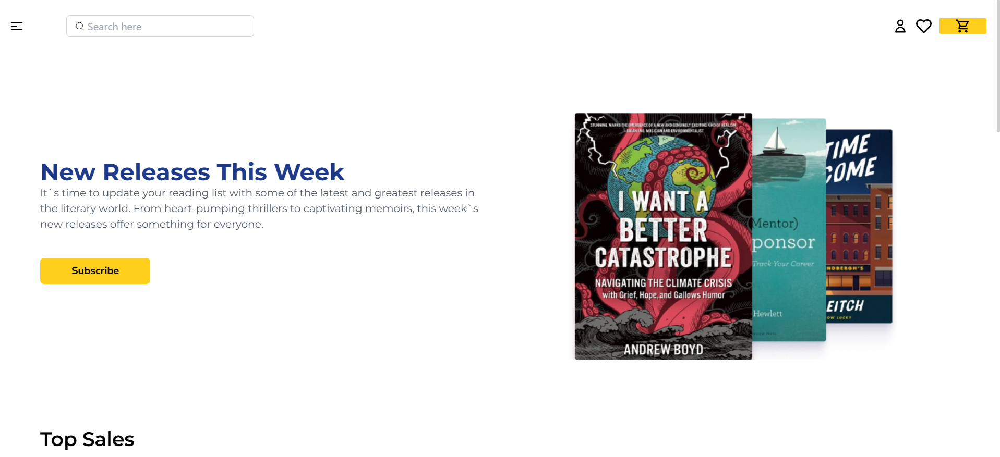 Search here
New Releases This Week
It`s time to update your reading list with some of the latest and greatest releases in
the literary world. From heart-pumping thrillers to captivating memoirs, this week`s
new releases offer something for everyone.
Subscribe
STUNNING. MARKS THE EMERGENCE OF A NEW AND GENUINELY EXCITING KIND OF REALISM
—BRIAN ENO, MUSICIAN AND ENVIRONMENTALIST
I WANT A
BETTER
CATASTROPHE
NAVIGATING THE CLIMATE CRISIS
with Grief, Hope, and Gallows Humor
ANDREW BOYD
Mentor)
ponsor
Track Your Career
Hewlett
TIME
COME
NDBERGH'S
EITCH
OW LUCKY
Top Sales